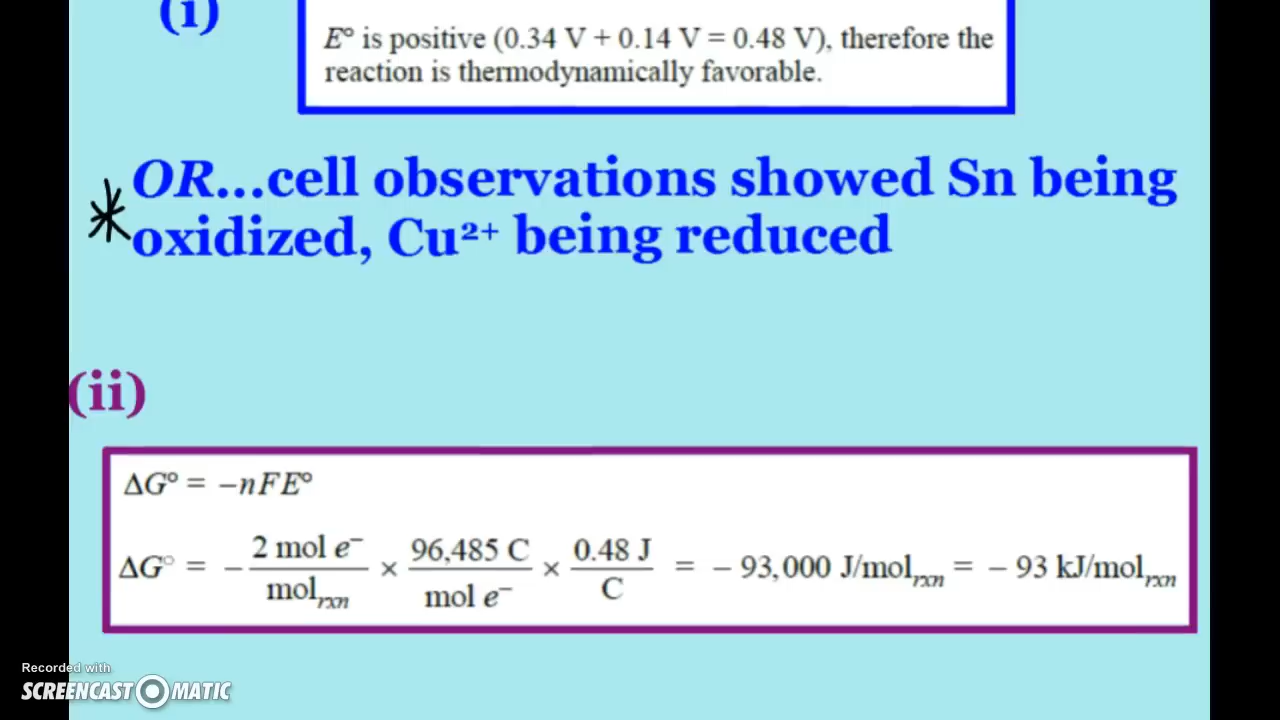 (i)
E° is positive (0.34 V + 0.14 V = 0.48 V), therefore the
reaction is thermodynamically favorable.
*OR...cell observations showed Sn being
oxidized, Cu²⁺ being reduced
(ii)
ΔG° = −nFE°
ΔG° = − 2 mol e⁻ / mol_rxn × 96,485 C / mol e⁻ × 0.48 J / C = − 93,000 J/mol_rxn = − 93 kJ/mol_rxn
Recorded with
SCREENCAST MATIC